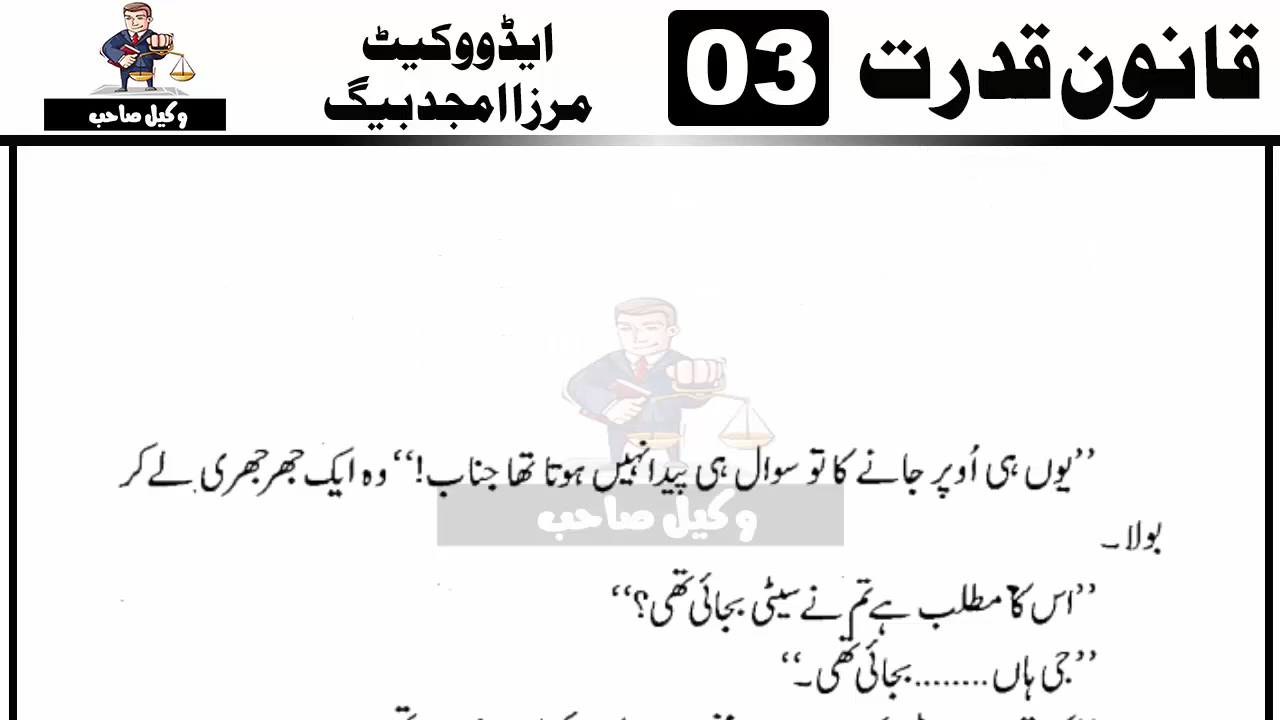 قانون قدرت 03
ایڈووکیٹ
مرزا امجد بیگ
وکیل صاحب
’’یوں ہی اُوپر جانے کا تو سوال ہی پیدا نہیں ہوتا تھا جناب!‘‘ وہ ایک جھرجھری لے کر
وکیل صاحب
بولا۔
’’اس کا مطلب ہے تم نے سیٹی بجائی تھی؟‘‘
’’جی ہاں........ بجائی تھی۔‘‘